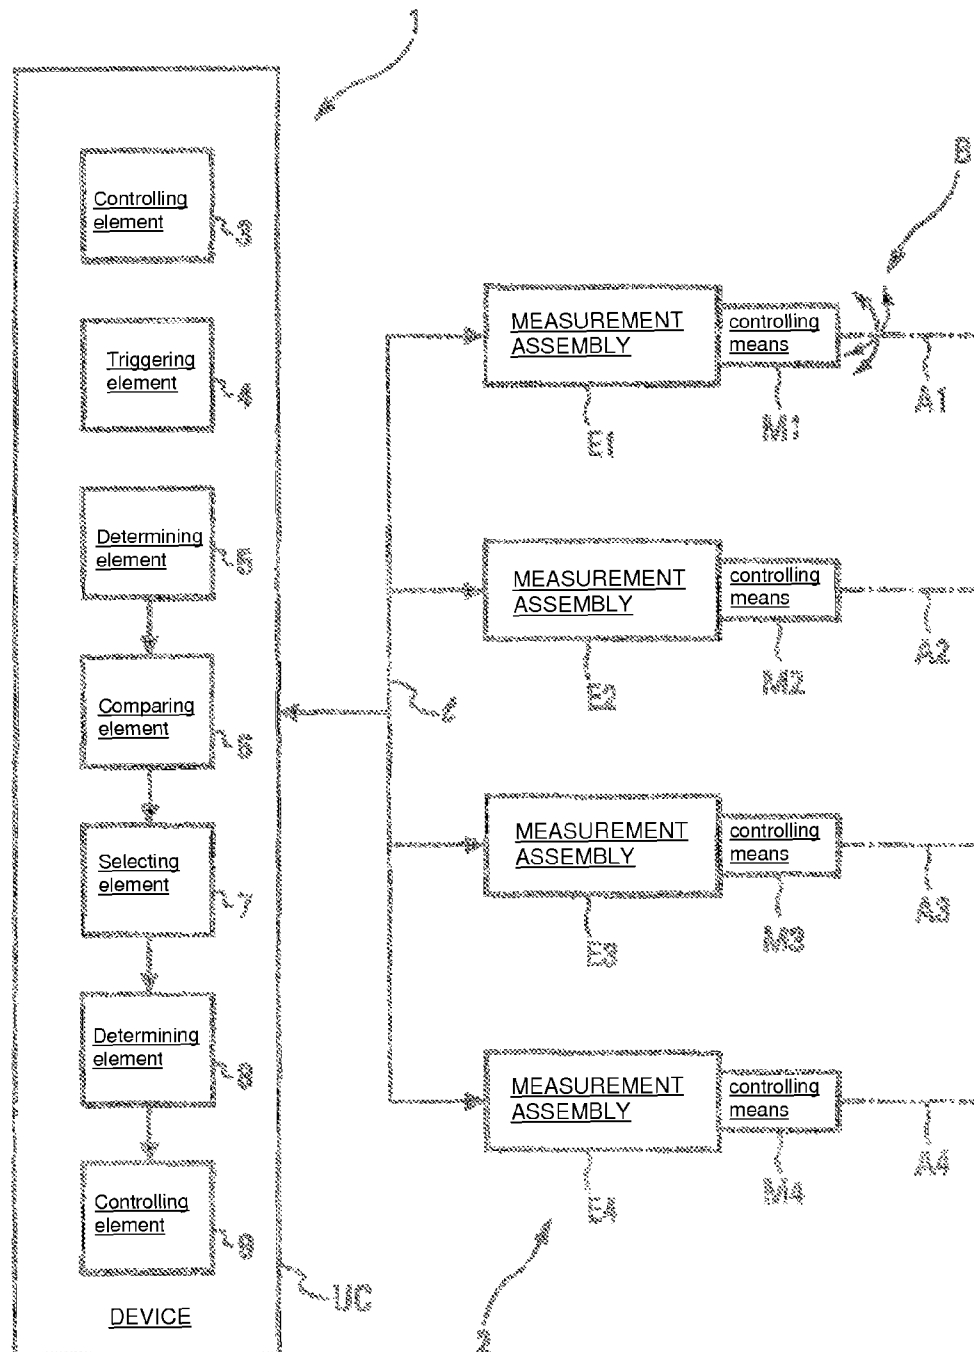 1
Controlling
element
3
B
MEASUREMENT
ASSEMBLY
controlling
means
E1
M1
A1
Triggering
element
4
Determining
element
5
MEASUREMENT
ASSEMBLY
controlling
means
E2
M2
A2
Comparing
element
6
ℓ
Selecting
element
7
MEASUREMENT
ASSEMBLY
controlling
means
E3
M3
A3
Determining
element
8
MEASUREMENT
ASSEMBLY
controlling
means
E4
M4
A4
Controlling
element
9
UC
DEVICE
2